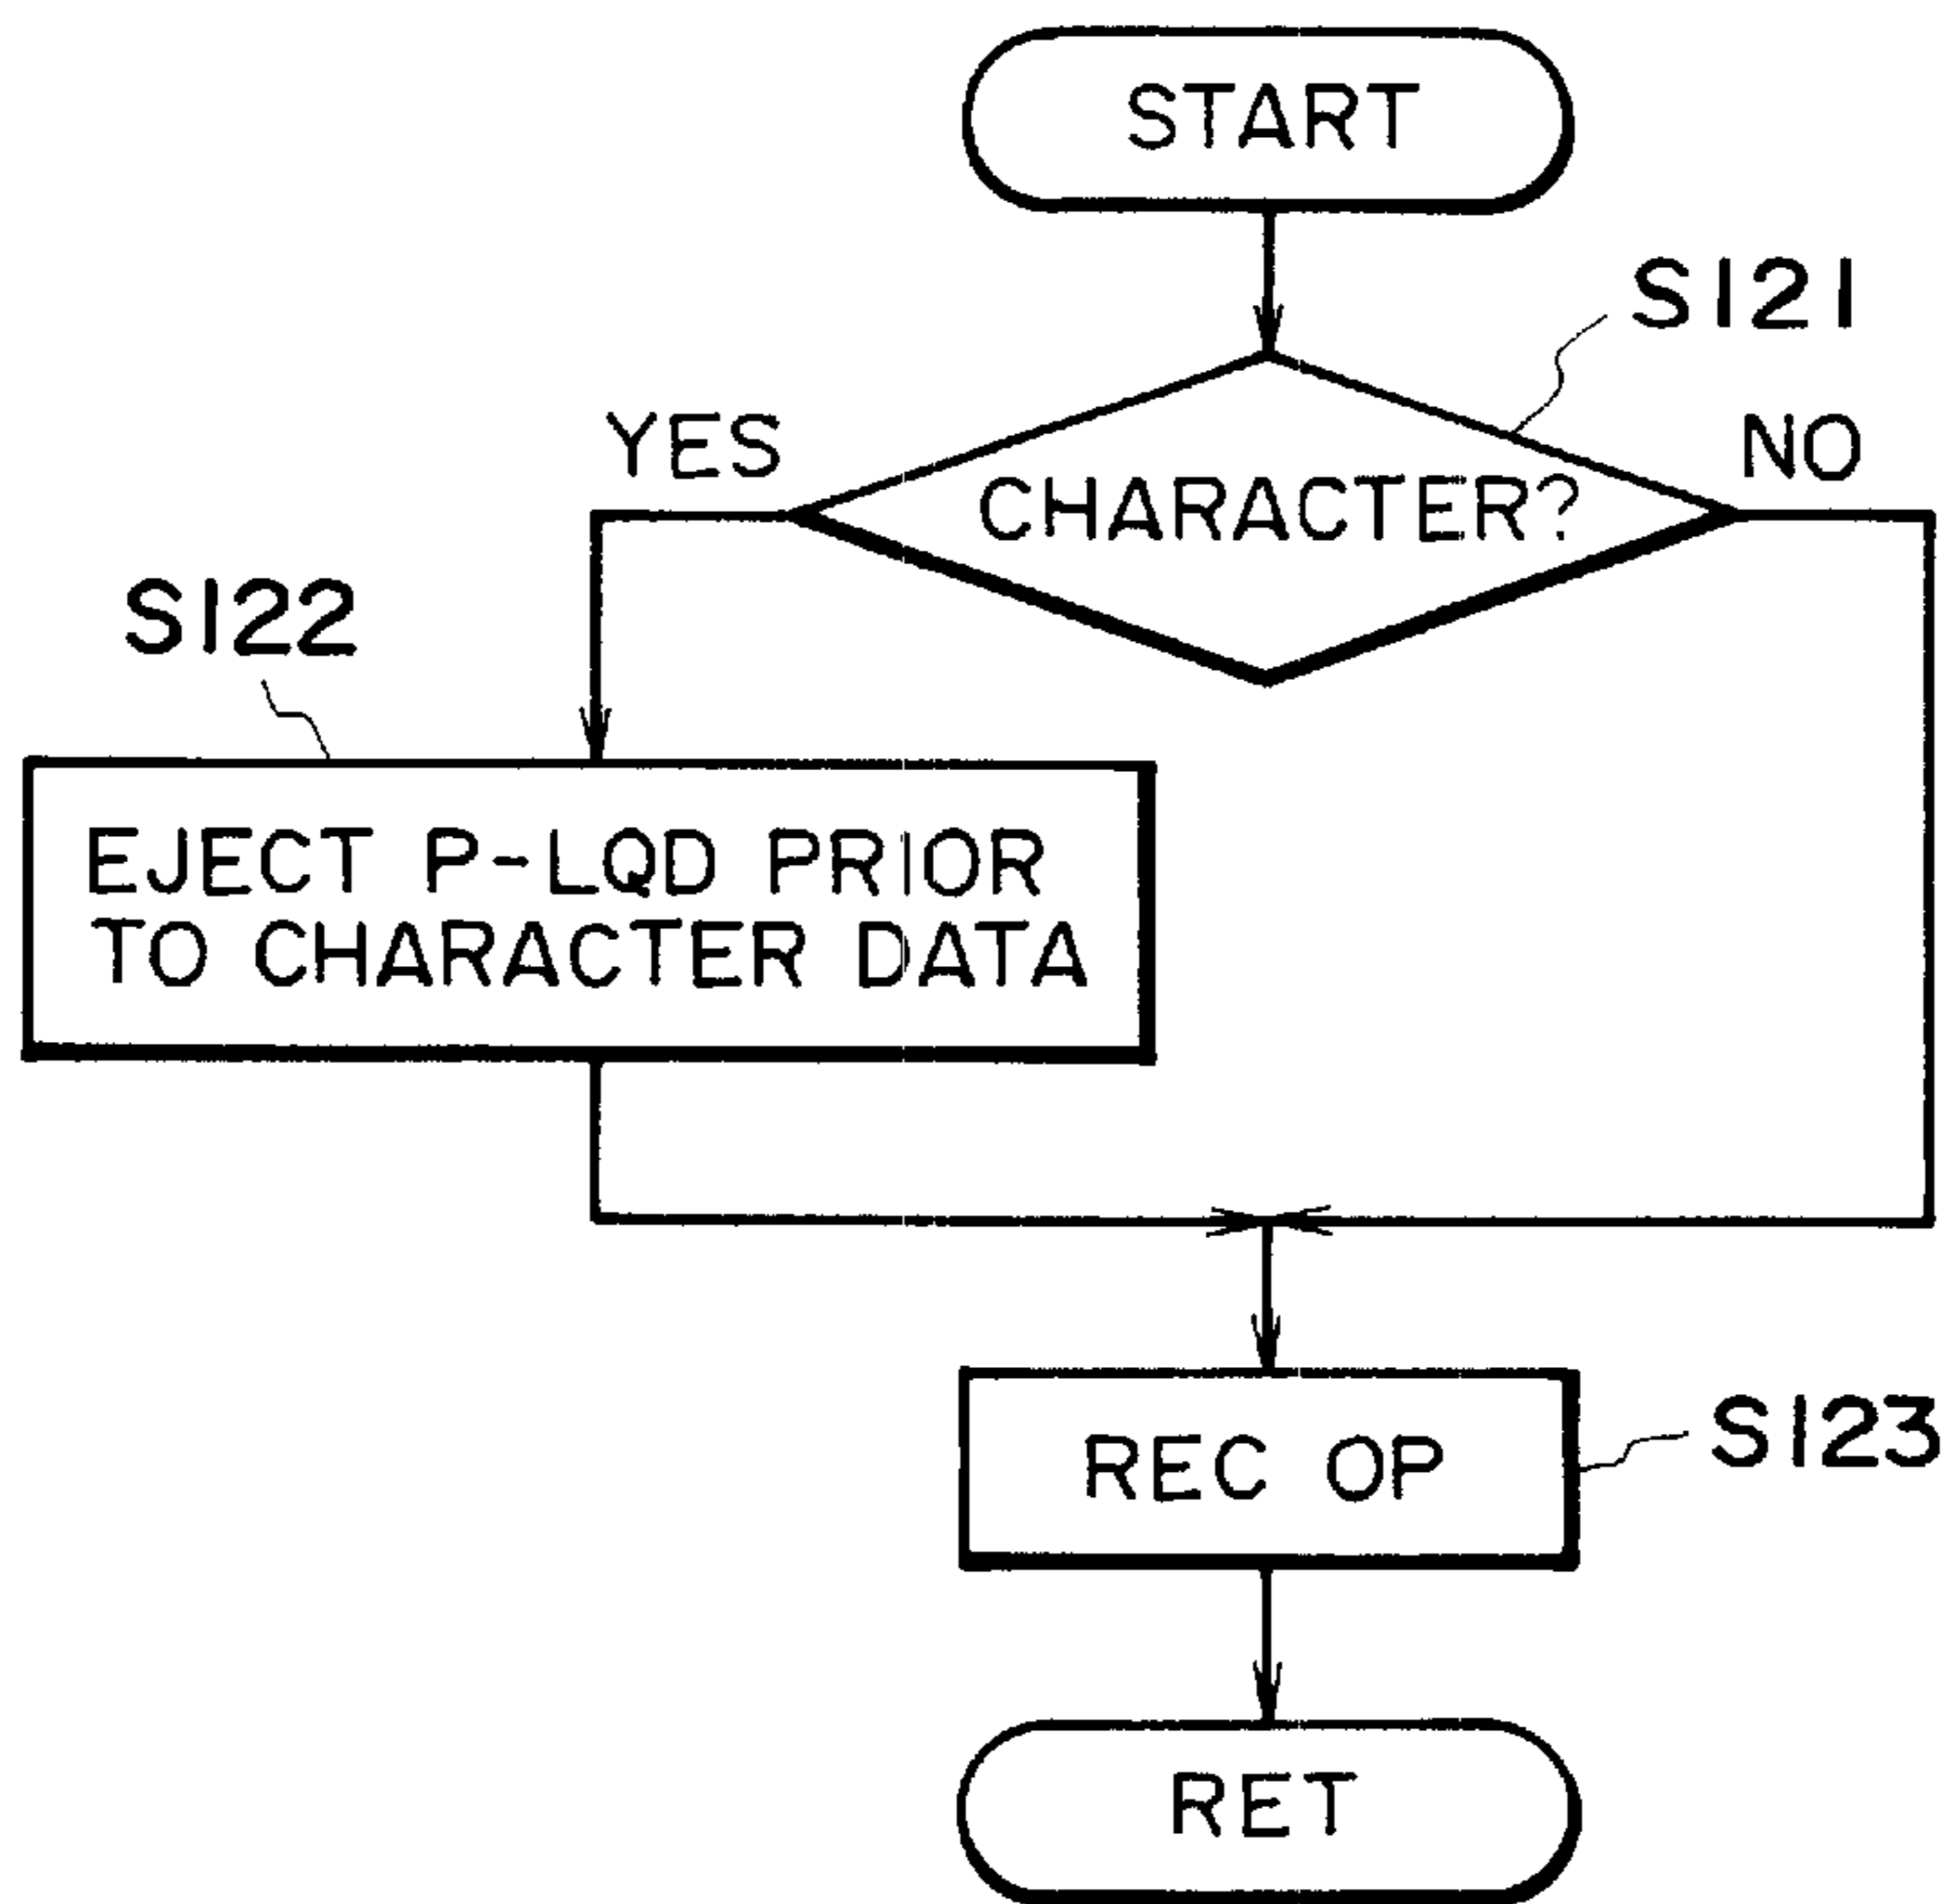 START
S121
YES
NO
CHARACTER?
S122
EJECT P-LQD PRIOR
TO CHARACTER DATA
REC OP
S123
RET